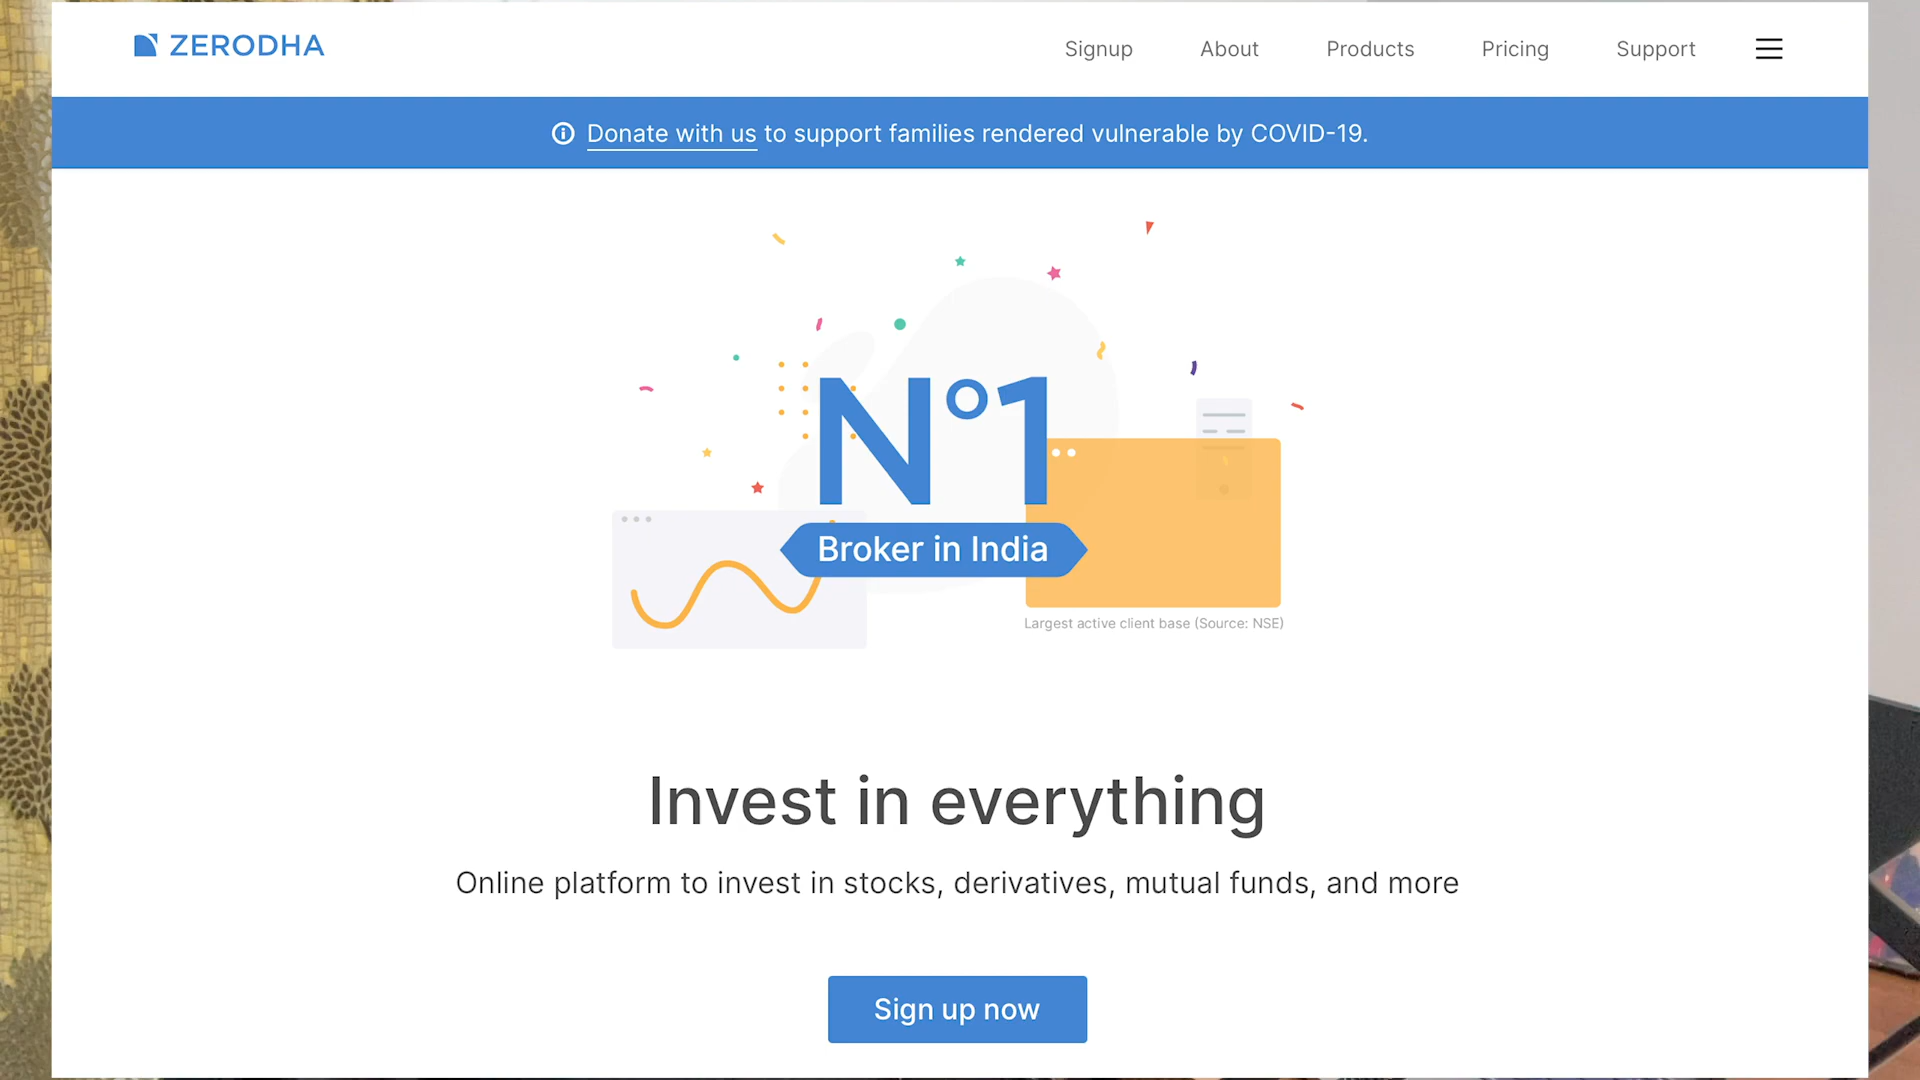 ZERODHA
Signup About Products Pricing Support
Donate with us to support families rendered vulnerable by COVID-19.
N°1
Broker in India
Largest active client base (Source: NSE)
Invest in everything
Online platform to invest in stocks, derivatives, mutual funds, and more
Sign up now